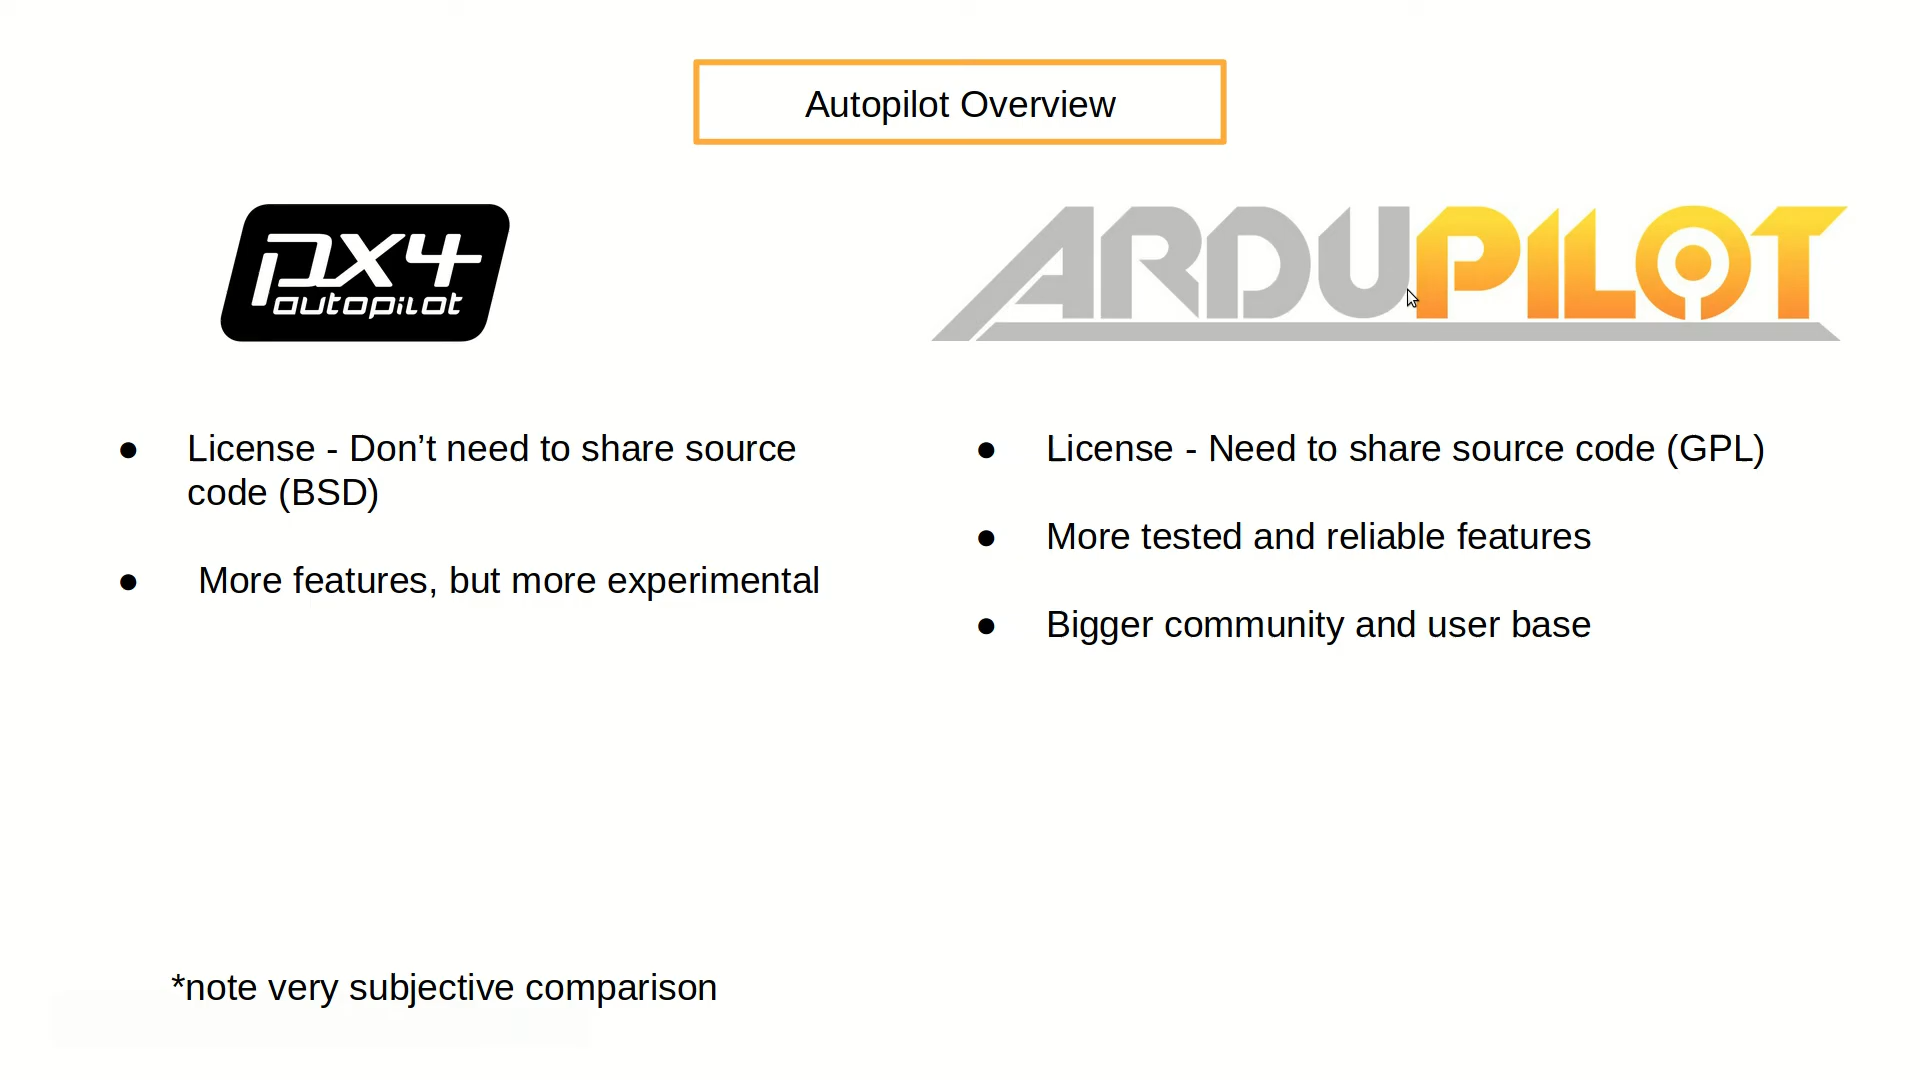 Autopilot Overview
px4
autopilot
ARDUPILOT
● License - Don’t need to share source
code (BSD)
● More features, but more experimental
● License - Need to share source code (GPL)
● More tested and reliable features
● Bigger community and user base
*note very subjective comparison